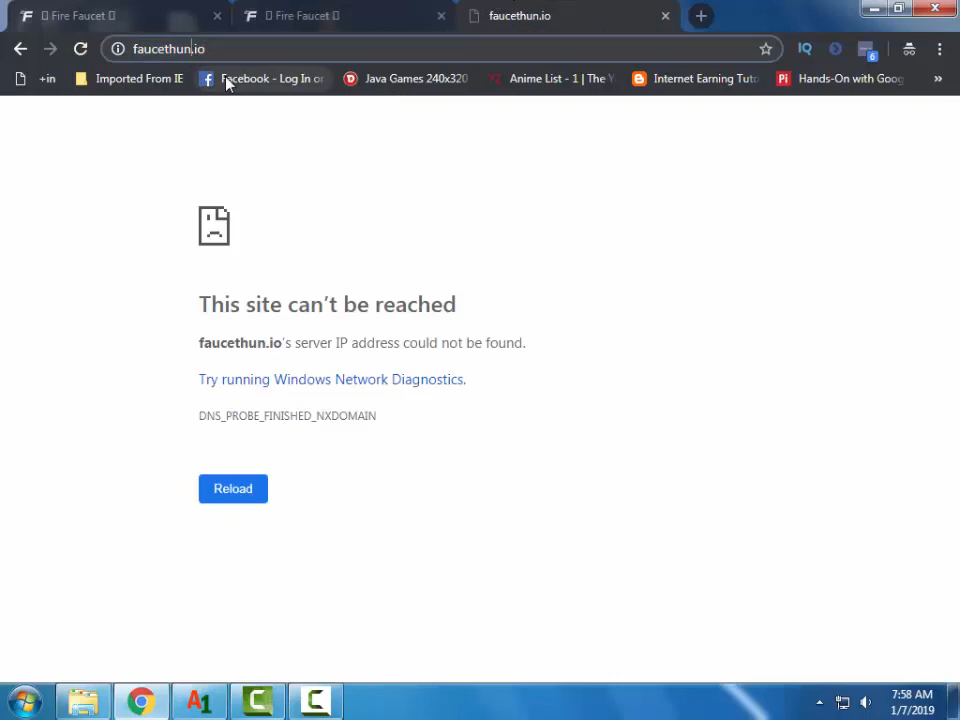 Fire Faucet
Fire Faucet
faucethun.io
faucethun.io
+in
Imported From IE
Facebook - Log In or
Java Games 240x320
Anime List - 1 | The
Internet Earning Tuto
Hands-On with Goog
»
6
This site can't be reached
faucethun.io's server IP address could not be found.
Try running Windows Network Diagnostics.
DNS_PROBE_FINISHED_NXDOMAIN
Reload
7:58 AM
1/7/2019